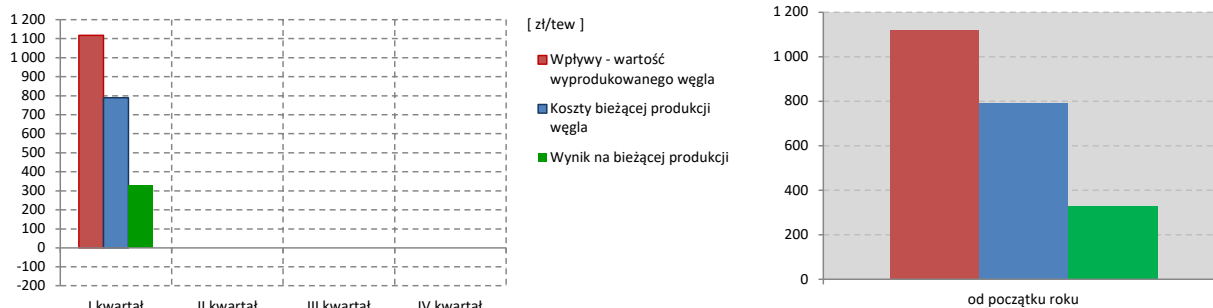 1 200
1 100
1 000
900
800
700
600
500
400
300
200
100
0
-100
-200
I kwartał II kwartał III kwartał IV kwartał
[ zł/tew ]
Wpływy - wartość
wyprodukowanego węgla
Koszty bieżącej produkcji
węgla
Wynik na bieżącej produkcji
1 200
1 000
800
600
400
200
0
od początku roku